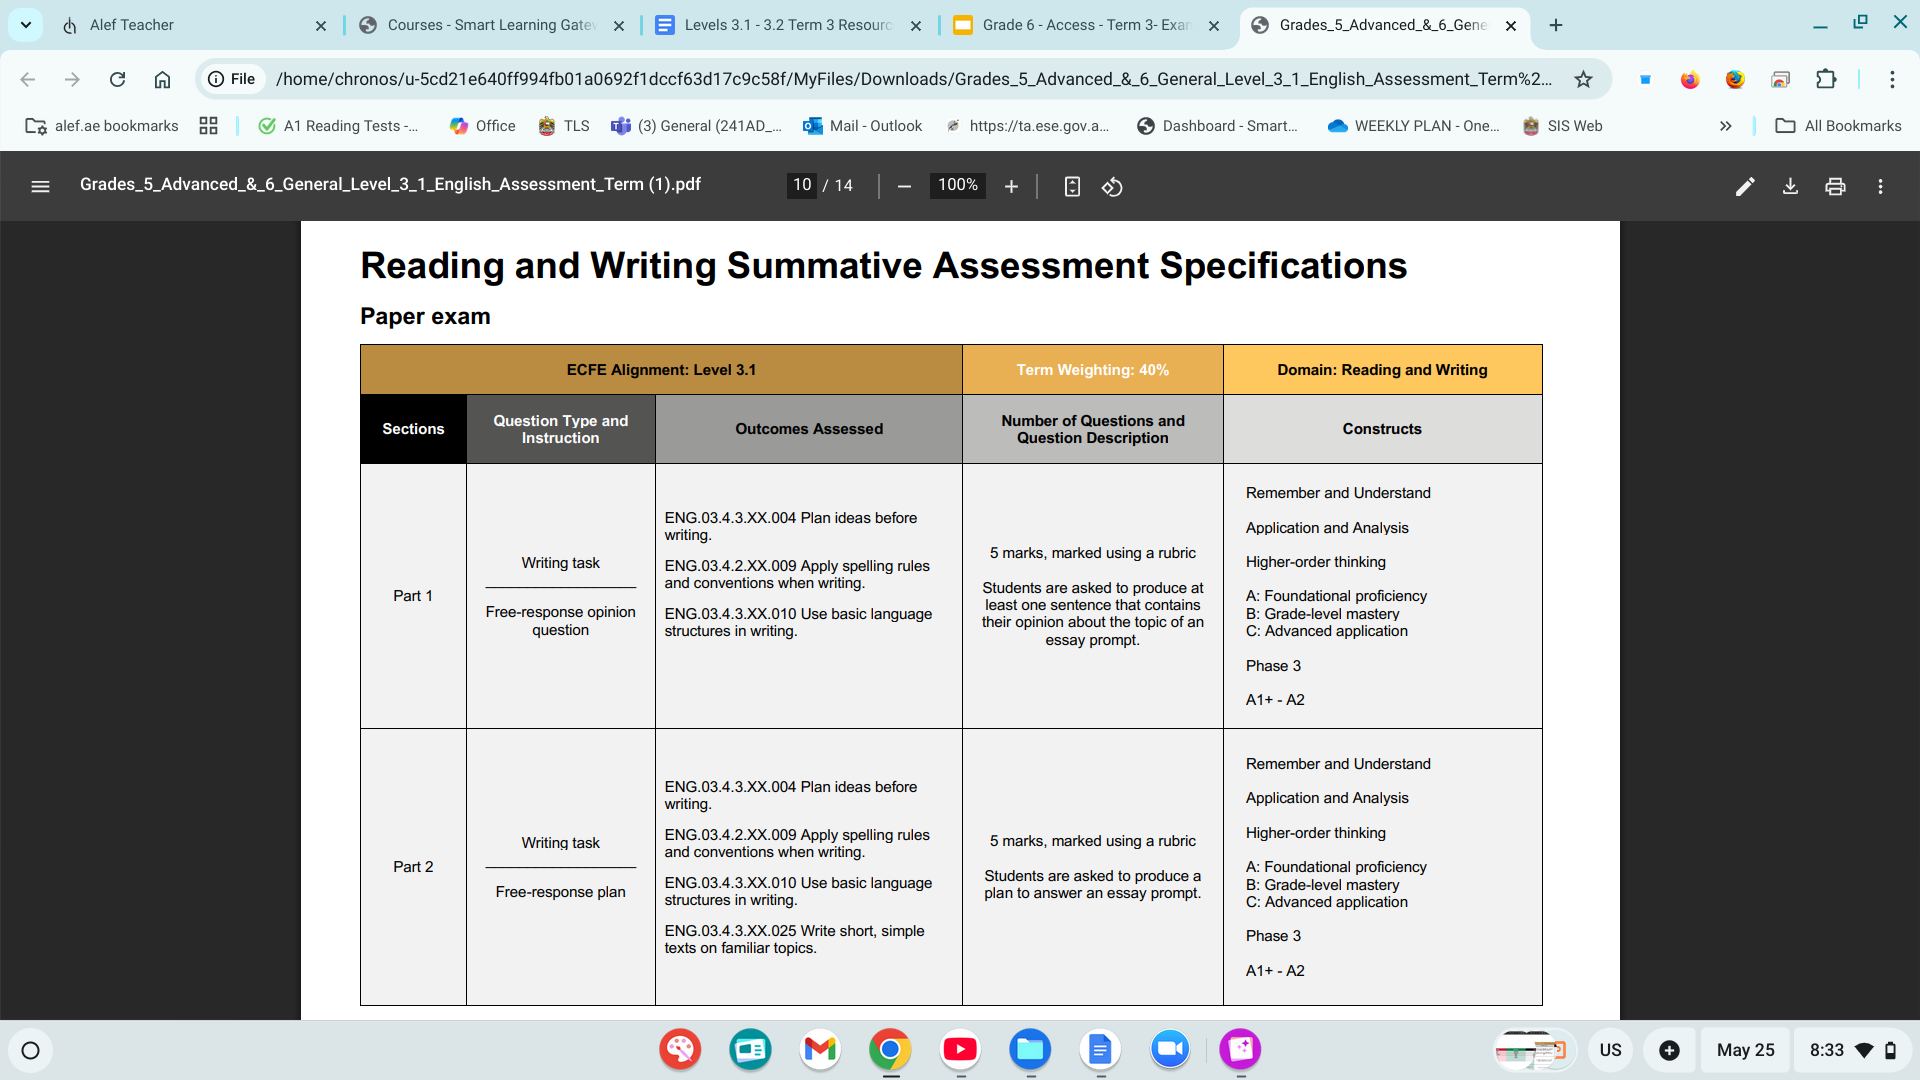 Alef Teacher
Courses - Smart Learning Gatew
Levels 3.1 - 3.2 Term 3 Resourc
Grade 6 - Access - Term 3- Exam
Grades_5_Advanced_&_6_Gene
File
/home/chronos/u-5cd21e640ff994fb01a0692f1dccf63d17c9c58f/MyFiles/Downloads/Grades_5_Advanced_&_6_General_Level_3_1_English_Assessment_Term%2...
alef.ae bookmarks
A1 Reading Tests -...
Office
TLS
(3) General (241AD_...
Mail - Outlook
https://ta.ese.gov.a...
Dashboard - Smart...
WEEKLY PLAN - One...
SIS Web
All Bookmarks
Grades_5_Advanced_&_6_General_Level_3_1_English_Assessment_Term (1).pdf
10 / 14
100%
Reading and Writing Summative Assessment Specifications
Paper exam
ECFE Alignment: Level 3.1
Term Weighting: 40%
Domain: Reading and Writing
Sections
Question Type and
Instruction
Outcomes Assessed
Number of Questions and
Question Description
Constructs
Part 1
Writing task
Free-response opinion
question
ENG.03.4.3.XX.004 Plan ideas before
writing.
ENG.03.4.2.XX.009 Apply spelling rules
and conventions when writing.
ENG.03.4.3.XX.010 Use basic language
structures in writing.
5 marks, marked using a rubric
Students are asked to produce at
least one sentence that contains
their opinion about the topic of an
essay prompt.
Remember and Understand
Application and Analysis
Higher-order thinking
A: Foundational proficiency
B: Grade-level mastery
C: Advanced application
Phase 3
A1+ - A2
Part 2
Writing task
Free-response plan
ENG.03.4.3.XX.004 Plan ideas before
writing.
ENG.03.4.2.XX.009 Apply spelling rules
and conventions when writing.
ENG.03.4.3.XX.010 Use basic language
structures in writing.
ENG.03.4.3.XX.025 Write short, simple
texts on familiar topics.
5 marks, marked using a rubric
Students are asked to produce a
plan to answer an essay prompt.
Remember and Understand
Application and Analysis
Higher-order thinking
A: Foundational proficiency
B: Grade-level mastery
C: Advanced application
Phase 3
A1+ - A2
US
May 25
8:33